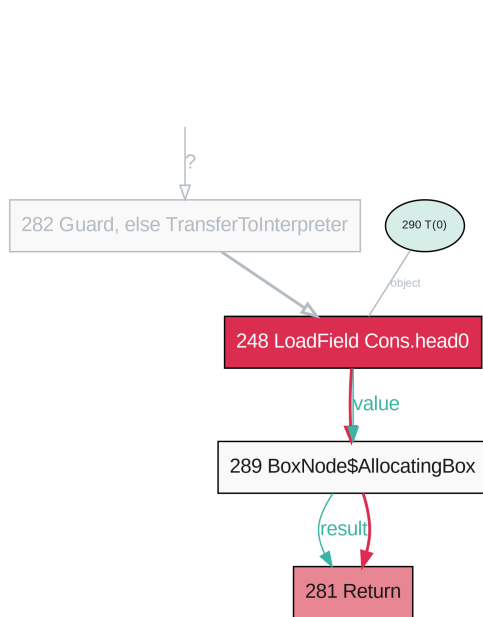 ?
282 Guard, else TransferToInterpreter
290 T(0)
object
248 LoadField Cons.head0
value
289 BoxNode$AllocatingBox
result
281 Return